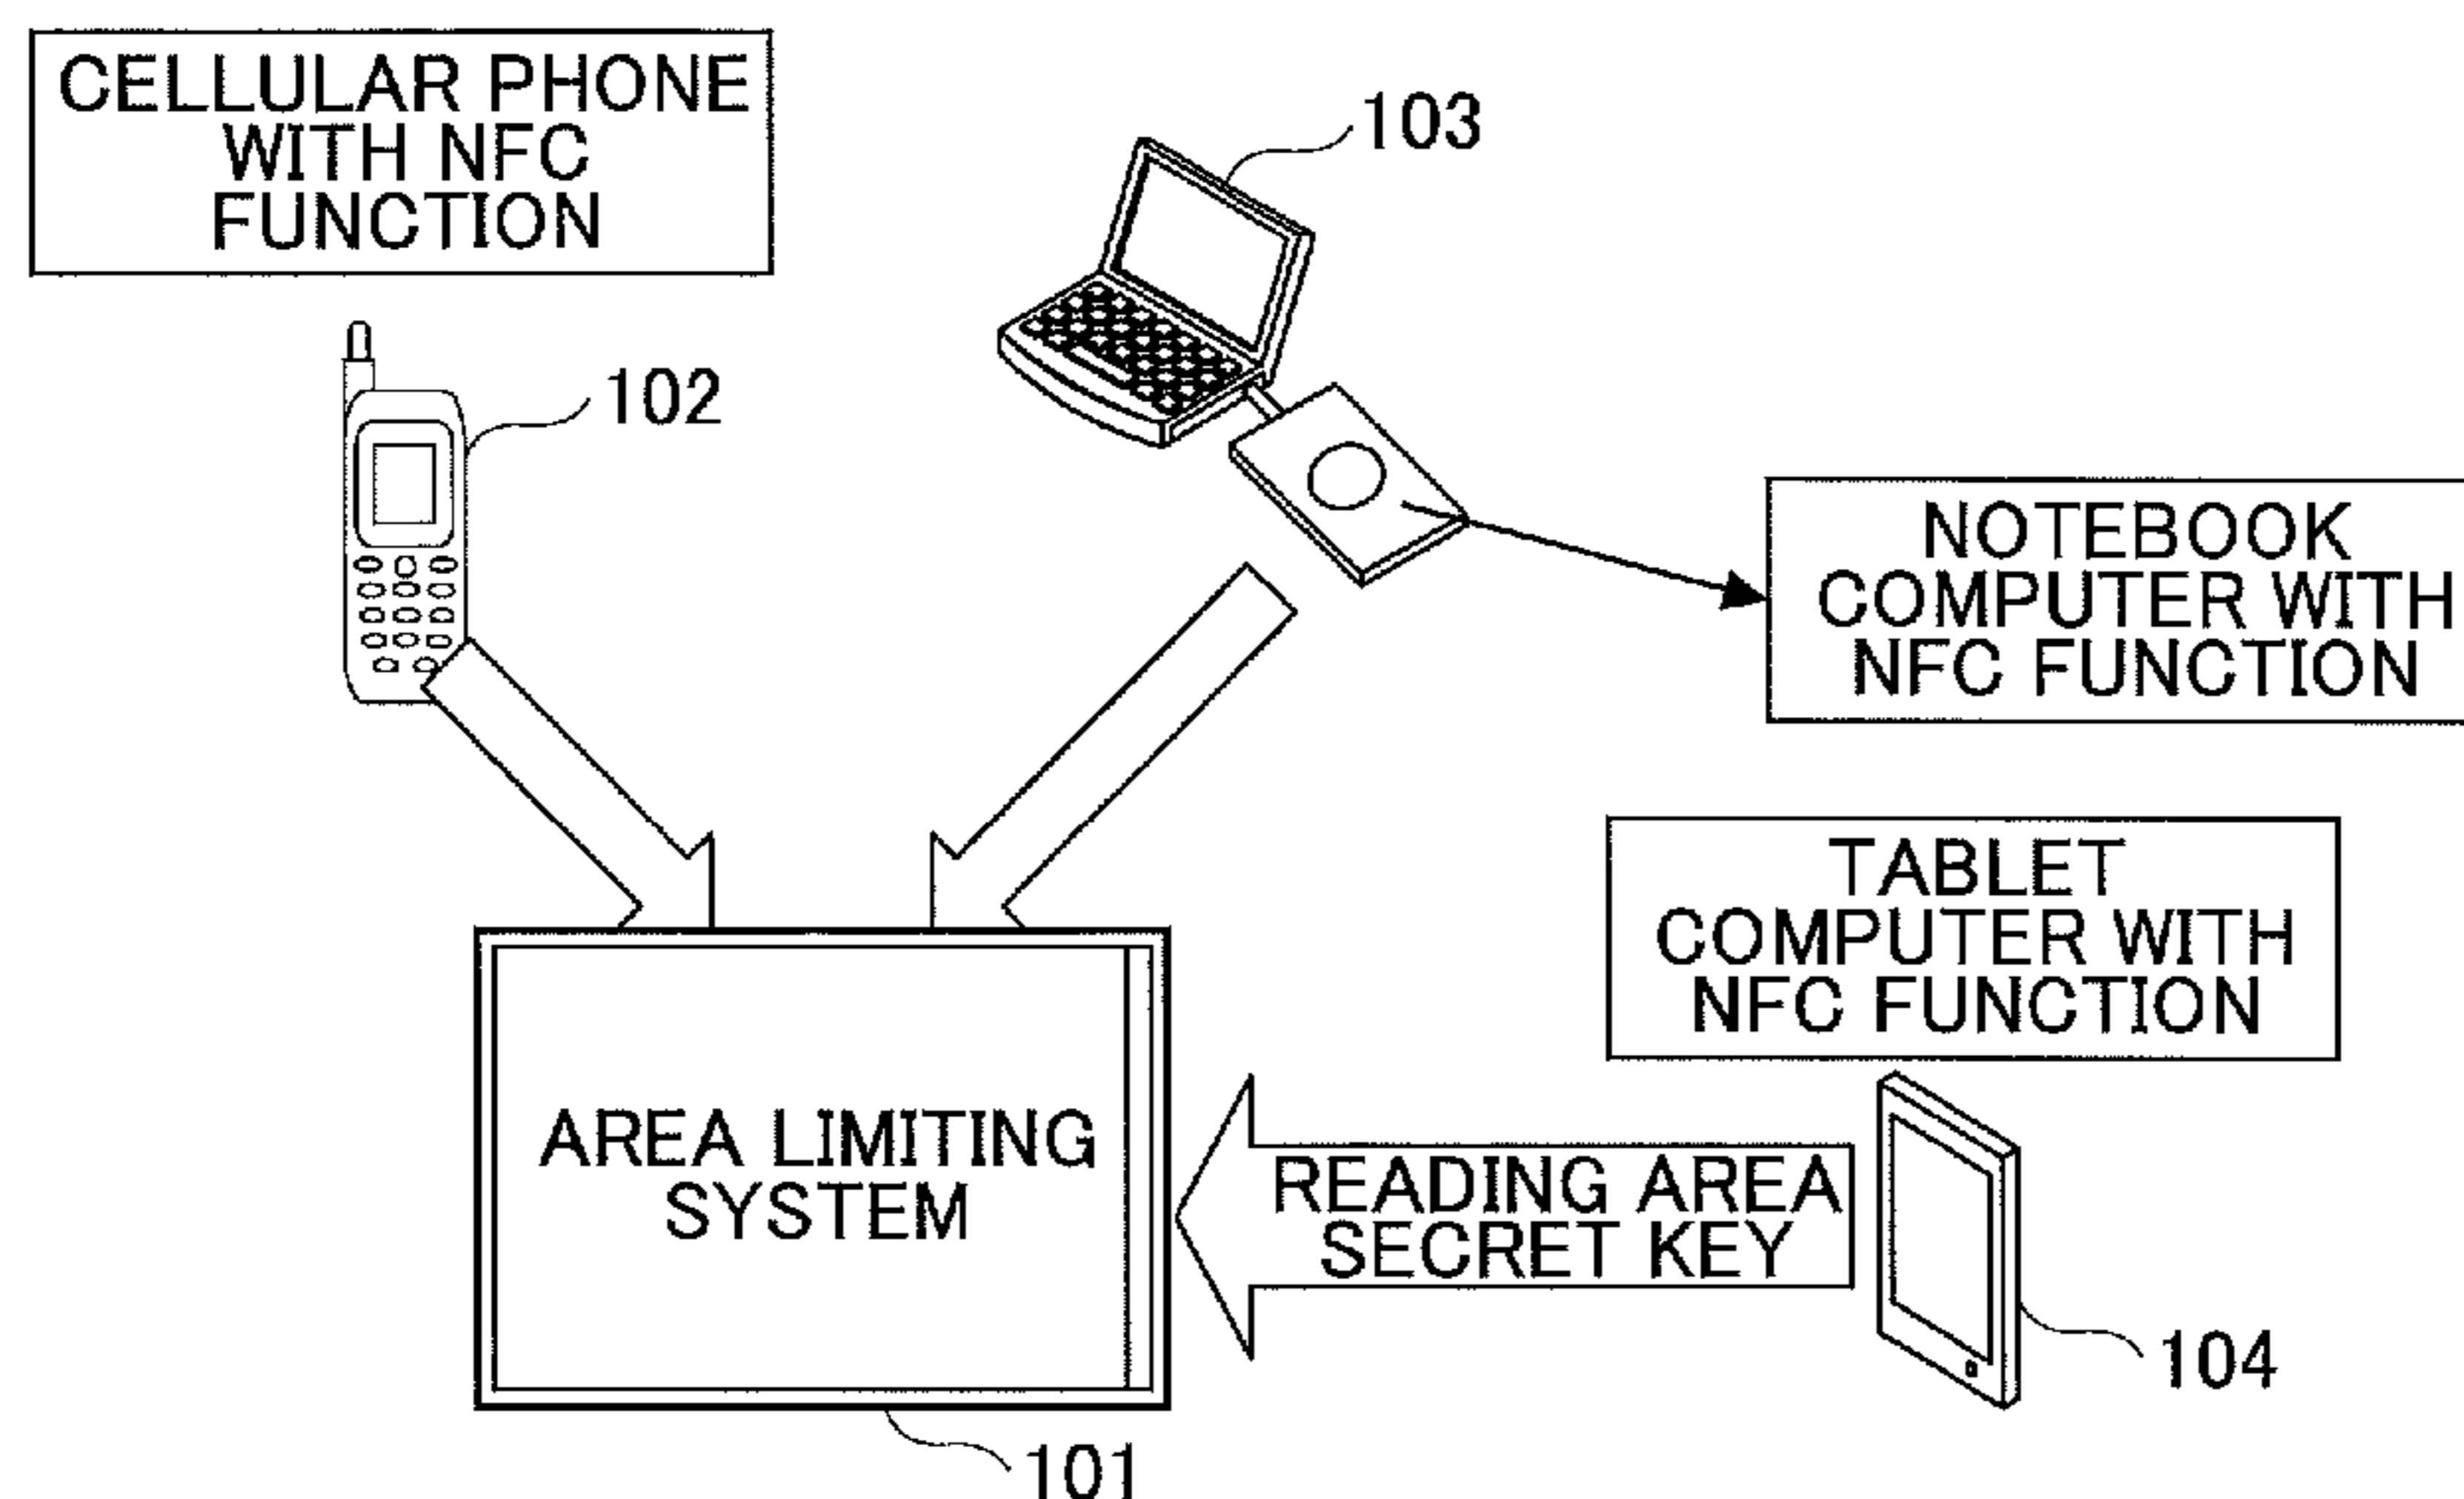 CELLULAR PHONE
WITH NFC
FUNCTION
103
102
NOTEBOOK
COMPUTER WITH
NFC FUNCTION
TABLET
COMPUTER WITH
NFC FUNCTION
AREA LIMITING
SYSTEM
READING AREA
SECRET KEY
104
101